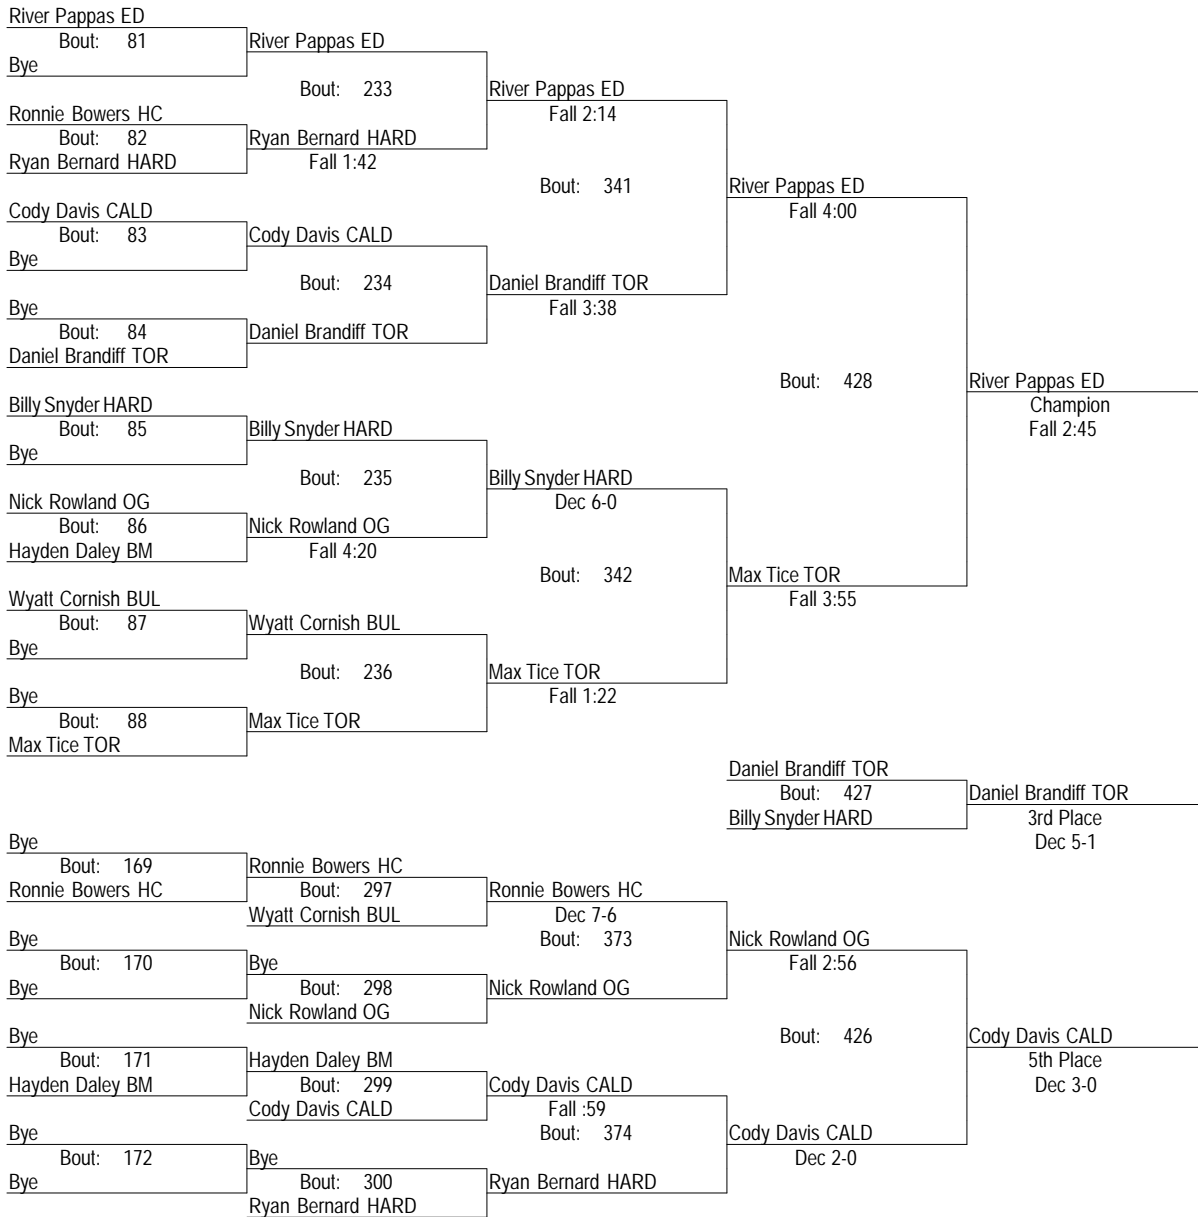 River Pappas ED
Bout: 81
Bye
River Pappas ED
Bout: 233
Ronnie Bowers HC
Bout: 82
Ryan Bernard HARD
Ryan Bernard HARD
Fall 1:42
River Pappas ED
Fall 2:14
Bout: 341
Cody Davis CALD
Bout: 83
Bye
Cody Davis CALD
Bout: 234
Bye
Bout: 84
Daniel Brandiff TOR
Daniel Brandiff TOR
Daniel Brandiff TOR
Fall 3:38
River Pappas ED
Fall 4:00
Bout: 428
River Pappas ED
Champion
Fall 2:45
Billy Snyder HARD
Bout: 85
Bye
Billy Snyder HARD
Bout: 235
Nick Rowland OG
Bout: 86
Hayden Daley BM
Nick Rowland OG
Fall 4:20
Billy Snyder HARD
Dec 6-0
Bout: 342
Wyatt Cornish BUL
Bout: 87
Bye
Wyatt Cornish BUL
Bout: 236
Bye
Bout: 88
Max Tice TOR
Max Tice TOR
Max Tice TOR
Fall 1:22
Max Tice TOR
Fall 3:55
Daniel Brandiff TOR
Bout: 427
Billy Snyder HARD
Daniel Brandiff TOR
3rd Place
Dec 5-1
Bye
Bout: 169
Ronnie Bowers HC
Ronnie Bowers HC
Bout: 297
Wyatt Cornish BUL
Ronnie Bowers HC
Dec 7-6
Bout: 373
Bye
Bout: 170
Bye
Bye
Bout: 298
Nick Rowland OG
Nick Rowland OG
Nick Rowland OG
Fall 2:56
Bout: 426
Bye
Bout: 171
Hayden Daley BM
Hayden Daley BM
Bout: 299
Cody Davis CALD
Cody Davis CALD
Fall :59
Bout: 374
Bye
Bout: 172
Bye
Bye
Bout: 300
Ryan Bernard HARD
Ryan Bernard HARD
Cody Davis CALD
Dec 2-0
Cody Davis CALD
5th Place
Dec 3-0